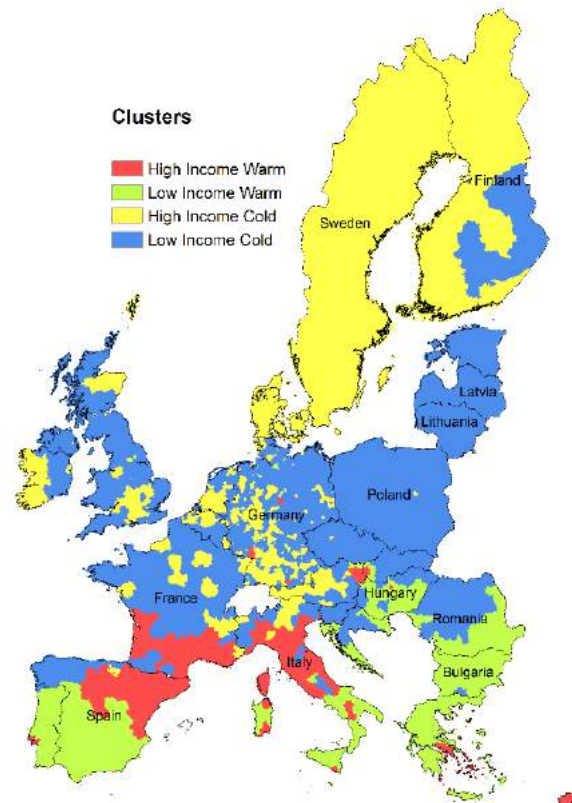 Clusters
High Income Warm
Low Income Warm
High Income Cold
Low Income Cold
Finland
Sweden
Latvia
Lithuania
Poland
Germany
Hungary
France
Romania
Italy
Bulgaria
Spain